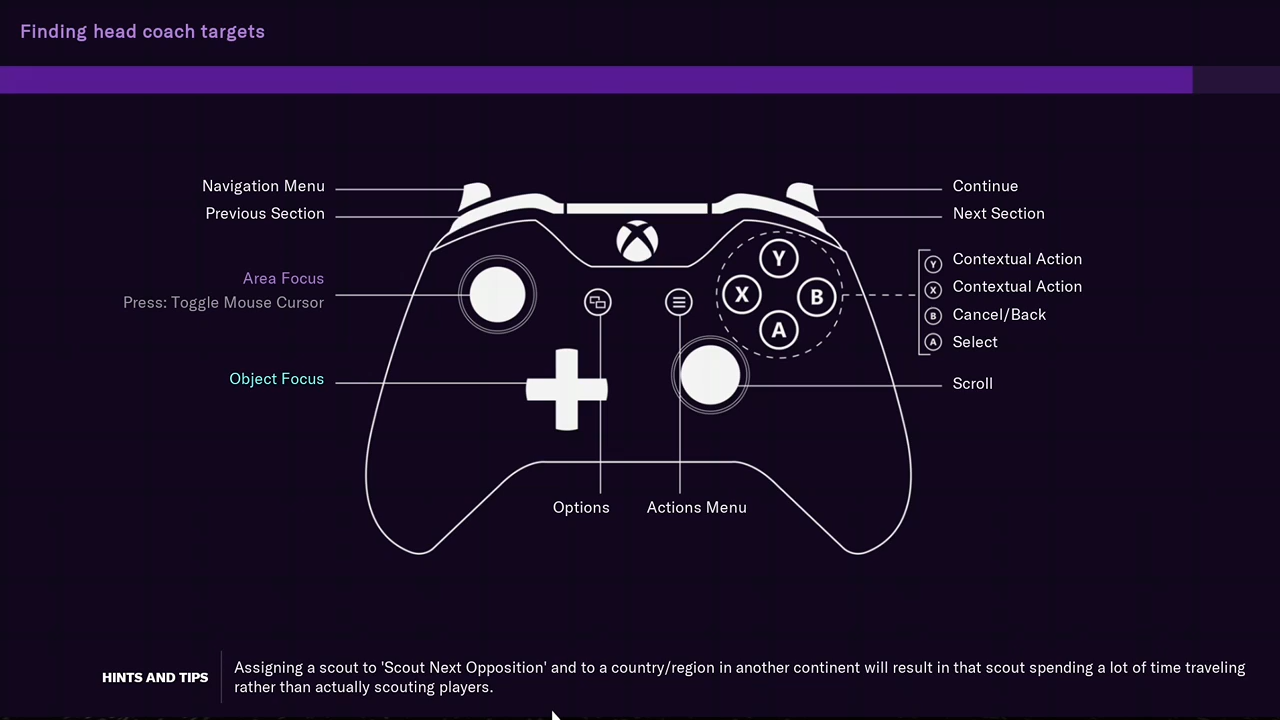 Finding head coach targets
Navigation Menu
Previous Section
Area Focus
Press: Toggle Mouse Cursor
Object Focus
Continue
Next Section
Y
X
B
A
Y Contextual Action
X Contextual Action
B Cancel/Back
A Select
Scroll
Options
Actions Menu
HINTS AND TIPS
Assigning a scout to 'Scout Next Opposition' and to a country/region in another continent will result in that scout spending a lot of time traveling
rather than actually scouting players.